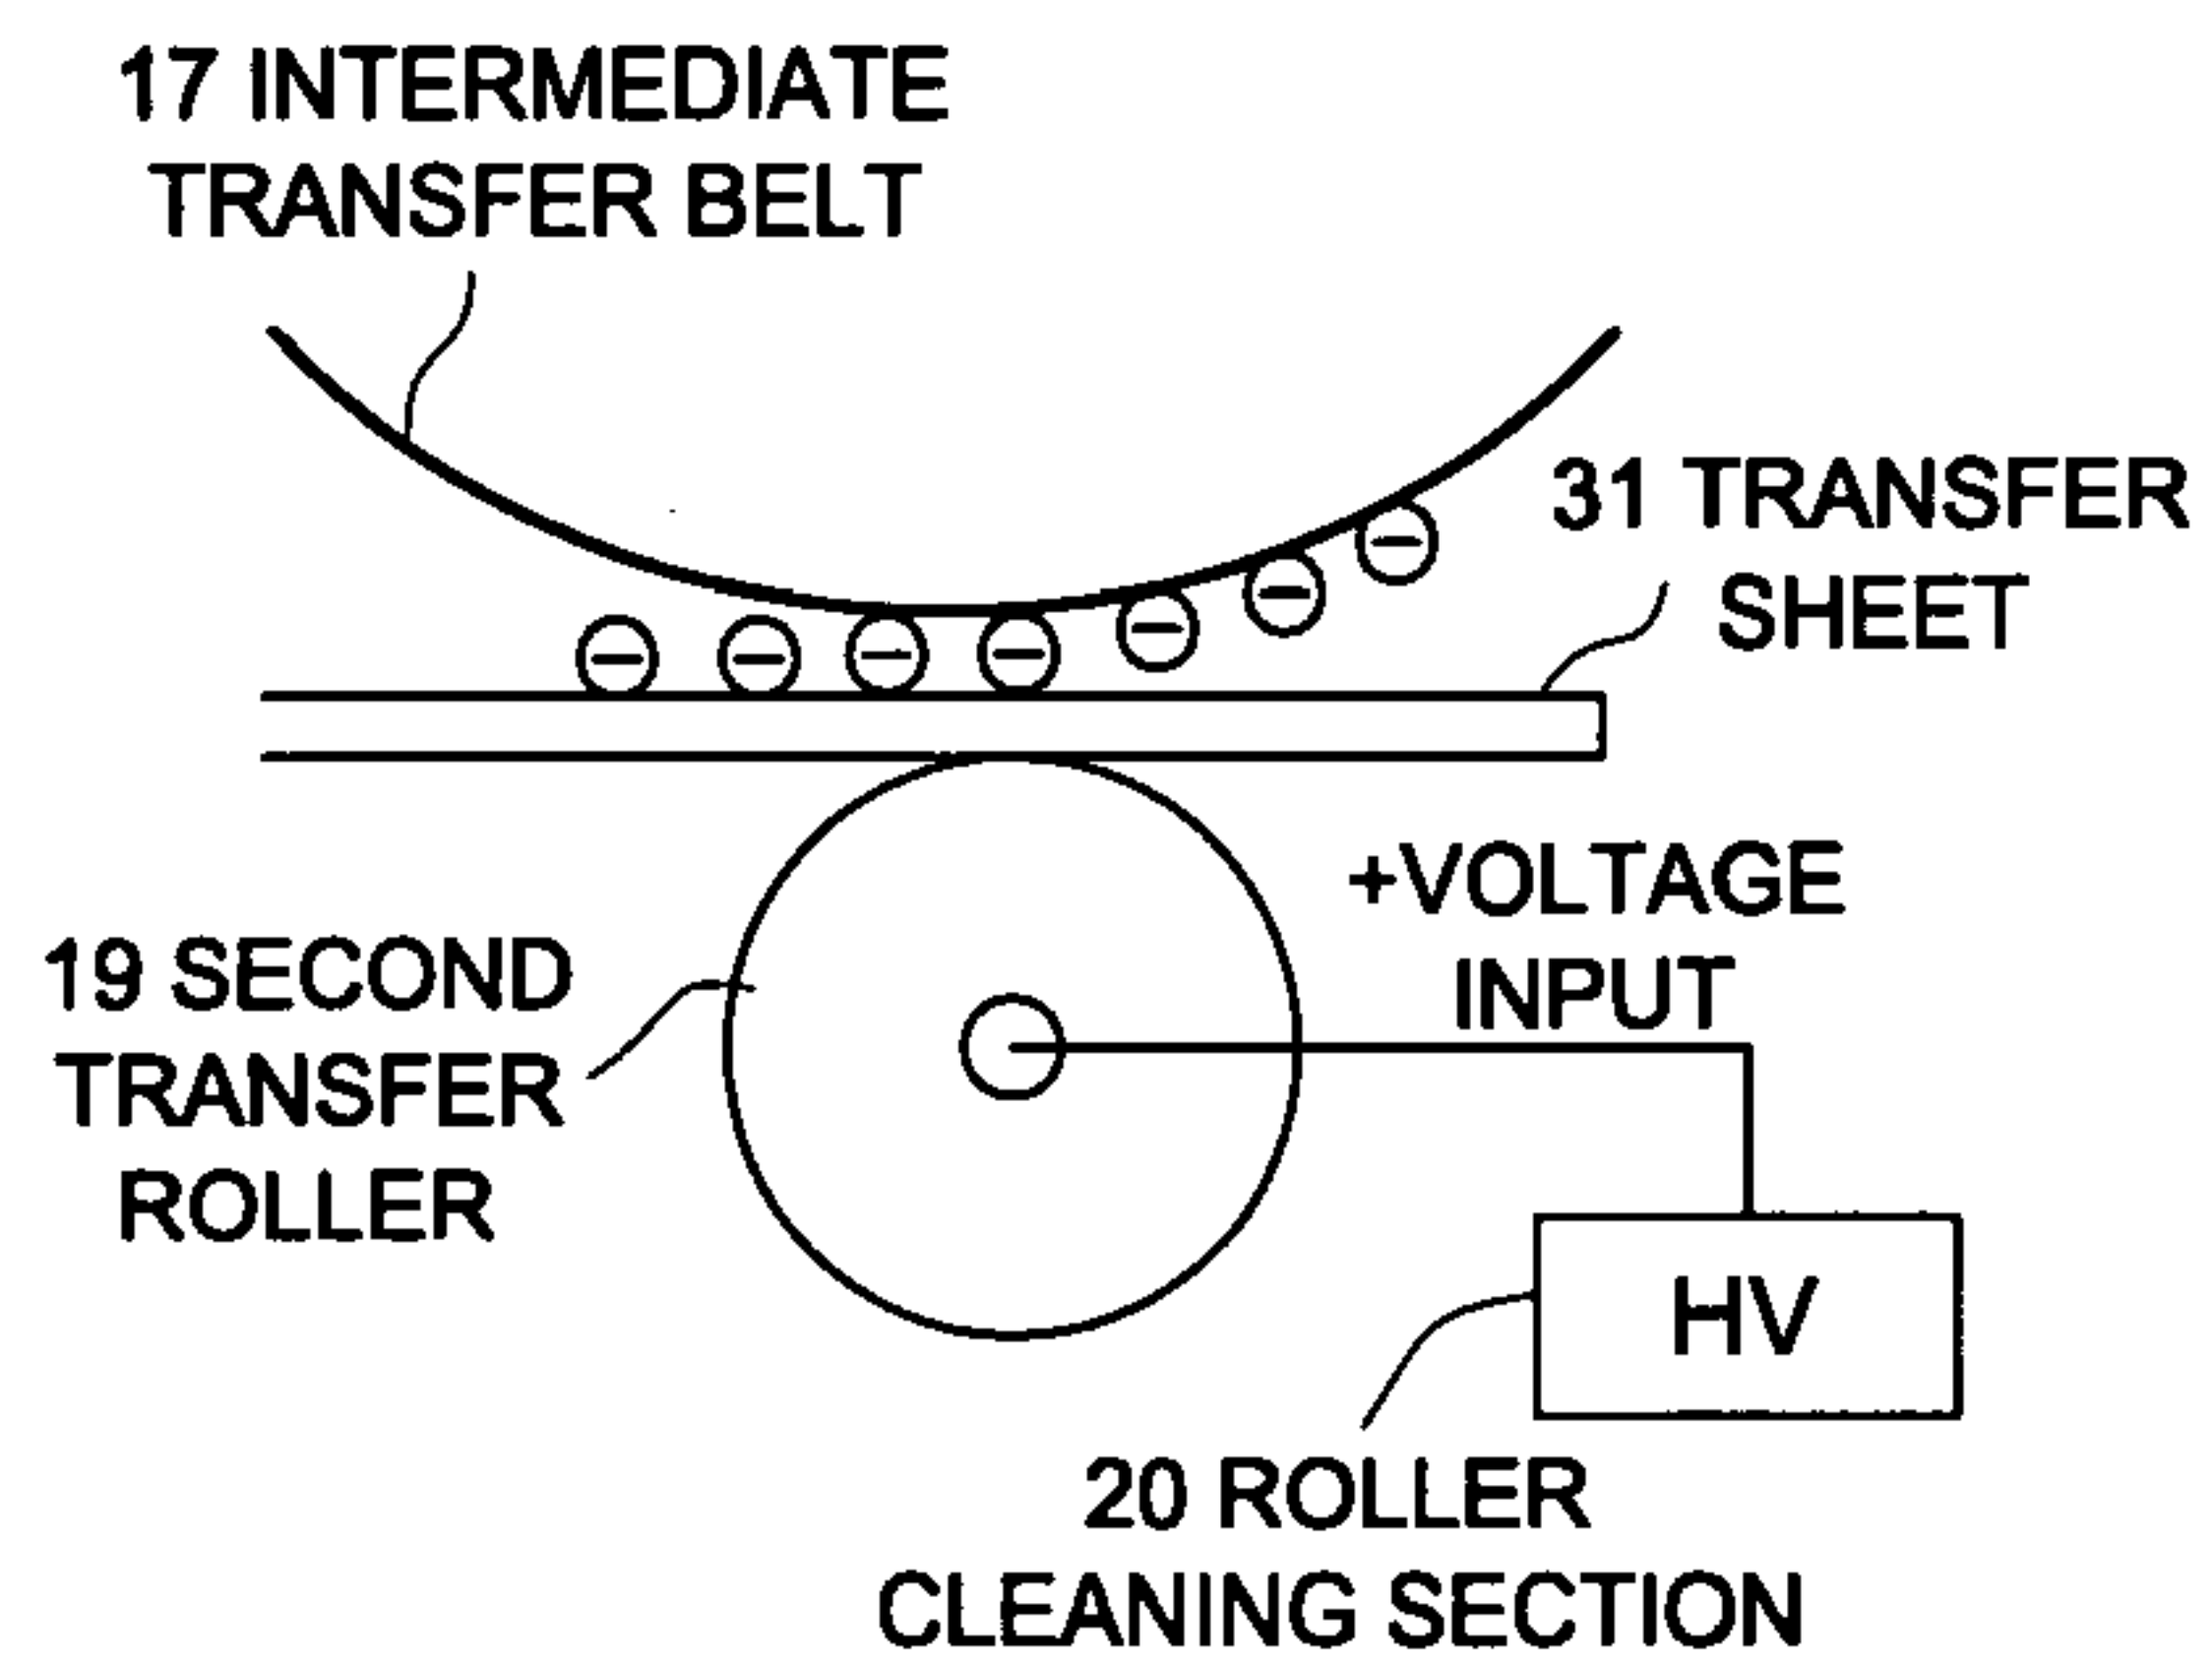 17 INTERMEDIATE
TRANSFER BELT
31 TRANSFER
SHEET
+VOLTAGE
INPUT
19 SECOND
TRANSFER
ROLLER
HV
20 ROLLER
CLEANING SECTION